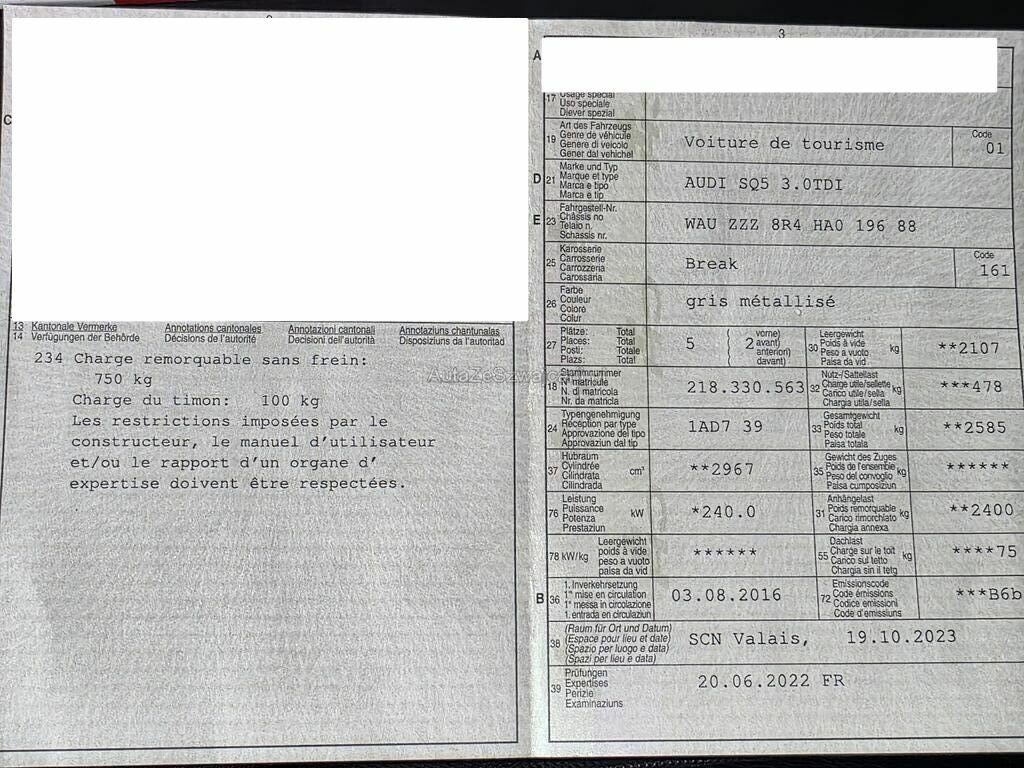 C
13 Kantonale Vermerke Annotations cantonales Annotazioni cantonali Annotaziuns chantunalas
14 Verfügungen der Behörde Décisions de l'autorité Decisioni dell'autorità Disposiziuns da l'autoritad
234 Charge remorquable sans frein:
750 kg
Charge du timon: 100 kg
Les restrictions imposées par le
constructeur, le manuel d'utilisateur
et/ou le rapport d'un organe d'
expertise doivent être respectées.
3
A
17 Usage spécial
Uso speciale
Diever spezial
19 Art des Fahrzeugs
Genre de véhicule
Genere di veicolo
Gener dal vehichel
Voiture de tourisme
Code
01
D 21 Marke und Typ
Marque et type
Marca e tipo
Marca e tip
AUDI SQ5 3.0TDI
E 23 Fahrgestell-Nr.
Châssis no
Telaio n.
Schassis nr.
WAU ZZZ 8R4 HA0 196 88
25 Karosserie
Carrosserie
Carrozzeria
Carossaria
Break
Code
161
26 Farbe
Couleur
Colore
Colur
gris métallisé
27 Plätze: Total
Places: Total
Posti: Totale
Plazs: Total
5
( vorne)
( 2 avant)
( anteriori)
( davant)
30 Leergewicht
Poids à vide
Peso a vuoto
Paisa da vid
kg
**2107
18 Stammnummer
N° matricule
N. di matricola
Nr. da matricla
218.330.563
32 Nutz-/Sattellast
Charge utile/sellette
Carico utile/sella
Chargia utila/sella
kg
***478
24 Typengenehmigung
Réception par type
Approvazione del tipo
Approvaziun dal tip
1AD7 39
33 Gesamtgewicht
Poids total
Peso totale
Paisa totala
kg
**2585
37 Hubraum
Cylindrée
Cilindrata
Cilindrada
cm³
**2967
35 Gewicht des Zuges
Poids de l'ensemble
Peso del convoglio
Paisa cumposiziun
kg
******
76 Leistung
Puissance
Potenza
Prestaziun
kW
*240.0
31 Anhängelast
Poids remorquable
Carico rimorchiato
Chargia annexa
kg
**2400
78 kW/kg
Leergewicht
poids à vide
peso a vuoto
paisa da vid
******
55 Dachlast
Charge sur le toit
Carico sul tetto
Chargia sin il tetg
kg
****75
B 36 1. Inverkehrsetzung
1re mise en circulation
1a messa in circolazione
1. entrada en circulaziun
03.08.2016
72 Emissionscode
Code émissions
Codice emissioni
Code d'emissiuns
***B6b
38 (Raum für Ort und Datum)
(Espace pour lieu et date)
(Spazio per luogo e data)
(Spazi per lieu e data)
SCN Valais, 19.10.2023
39 Prüfungen
Expertises
Perizie
Examinaziuns
20.06.2022 FR